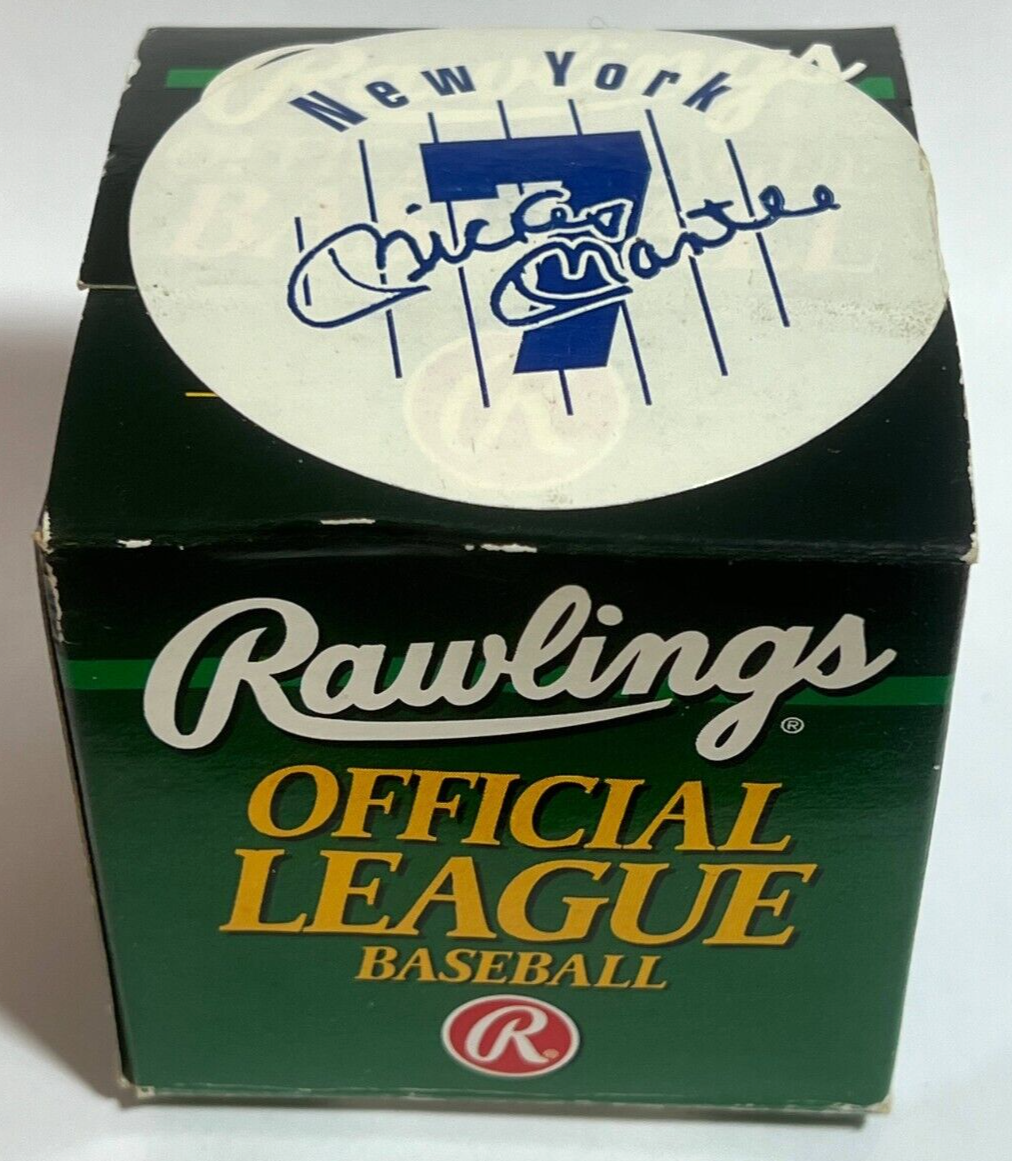 New York
7
Mickey Mantle
Rawlings
®
OFFICIAL
LEAGUE
BASEBALL
R